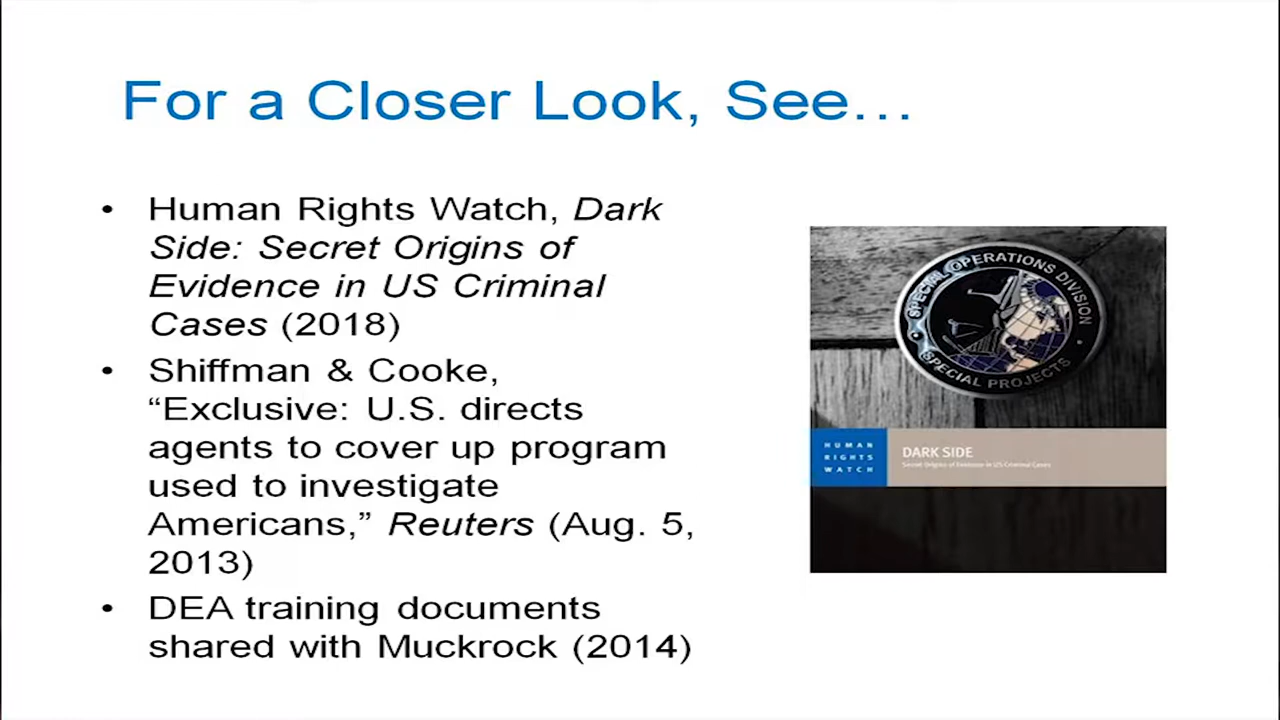 For a Closer Look, See…
• Human Rights Watch, Dark
Side: Secret Origins of
Evidence in US Criminal
Cases (2018)
• Shiffman & Cooke,
“Exclusive: U.S. directs
agents to cover up program
used to investigate
Americans,” Reuters (Aug. 5,
2013)
• DEA training documents
shared with Muckrock (2014)
SPECIAL OPERATIONS DIVISION
SPECIAL PROJECTS
HUMAN
RIGHTS
WATCH
DARK SIDE
Secret Origins of Evidence in US Criminal Cases